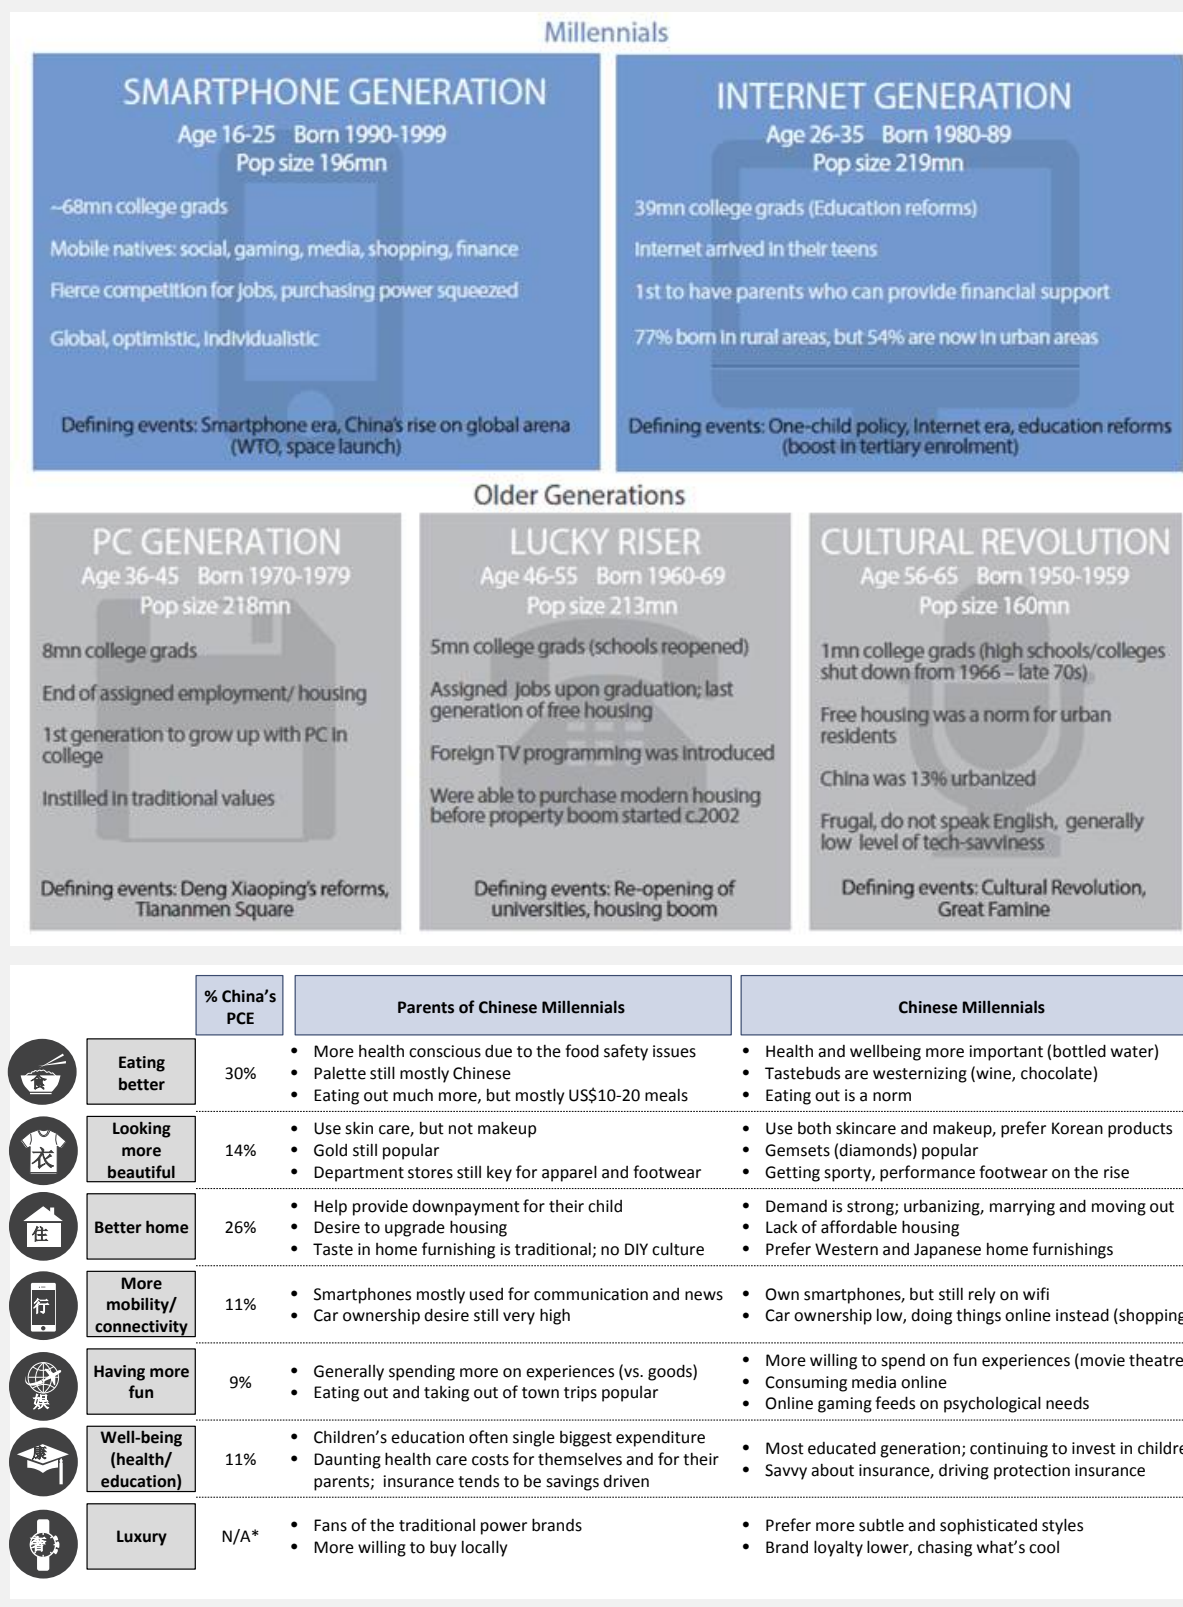 Millennials
SMARTPHONE GENERATION
Age 16-25 Born 1990-1999
Pop size 196mn
~68mn college grads
Mobile natives: social, gaming, media, shopping, finance
Fierce competition for jobs, purchasing power squeezed
Global, optimistic, individualistic
Defining events: Smartphone era, China's rise on global arena
(WTO, space launch)
INTERNET GENERATION
Age 26-35 Born 1980-89
Pop size 219mn
39mn college grads (Education reforms)
Internet arrived in their teens
1st to have parents who can provide financial support
77% born in rural areas, but 54% are now in urban areas
Defining events: One-child policy, Internet era, education reforms
(boost in tertiary enrolment)
Older Generations
PC GENERATION
Age 36-45 Born 1970-1979
Pop size 218mn
8mn college grads
End of assigned employment/ housing
1st generation to grow up with PC in
college
Instilled in traditional values
Defining events: Deng Xiaoping's reforms,
Tiananmen Square
LUCKY RISER
Age 46-55 Born 1960-69
Pop size 213mn
5mn college grads (schools reopened)
Assigned jobs upon graduation; last
generation of free housing
Foreign TV programming was introduced
Were able to purchase modern housing
before property boom started c.2002
Defining events: Re-opening of
universities, housing boom
CULTURAL REVOLUTION
Age 56-65 Born 1950-1959
Pop size 160mn
1mn college grads (high schools/colleges
shut down from 1966 – late 70s)
Free housing was a norm for urban
residents
China was 13% urbanized
Frugal, do not speak English, generally
low level of tech-savviness
Defining events: Cultural Revolution,
Great Famine
% China's
PCE
Parents of Chinese Millennials
Chinese Millennials
食
Eating
better
30%
• More health conscious due to the food safety issues
• Palette still mostly Chinese
• Eating out much more, but mostly US$10-20 meals
• Health and wellbeing more important (bottled water)
• Tastebuds are westernizing (wine, chocolate)
• Eating out is a norm
衣
Looking
more
beautiful
14%
• Use skin care, but not makeup
• Gold still popular
• Department stores still key for apparel and footwear
• Use both skincare and makeup, prefer Korean products
• Gemsets (diamonds) popular
• Getting sporty, performance footwear on the rise
住
Better home
26%
• Help provide downpayment for their child
• Desire to upgrade housing
• Taste in home furnishing is traditional; no DIY culture
• Demand is strong; urbanizing, marrying and moving out
• Lack of affordable housing
• Prefer Western and Japanese home furnishings
行
More
mobility/
connectivity
11%
• Smartphones mostly used for communication and news
• Car ownership desire still very high
• Own smartphones, but still rely on wifi
• Car ownership low, doing things online instead (shopping
娱
Having more
fun
9%
• Generally spending more on experiences (vs. goods)
• Eating out and taking out of town trips popular
• More willing to spend on fun experiences (movie theatre
• Consuming media online
• Online gaming feeds on psychological needs
康
Well-being
(health/
education)
11%
• Children's education often single biggest expenditure
• Daunting health care costs for themselves and for their
parents; insurance tends to be savings driven
• Most educated generation; continuing to invest in childre
• Savvy about insurance, driving protection insurance
奢
Luxury
N/A*
• Fans of the traditional power brands
• More willing to buy locally
• Prefer more subtle and sophisticated styles
• Brand loyalty lower, chasing what's cool